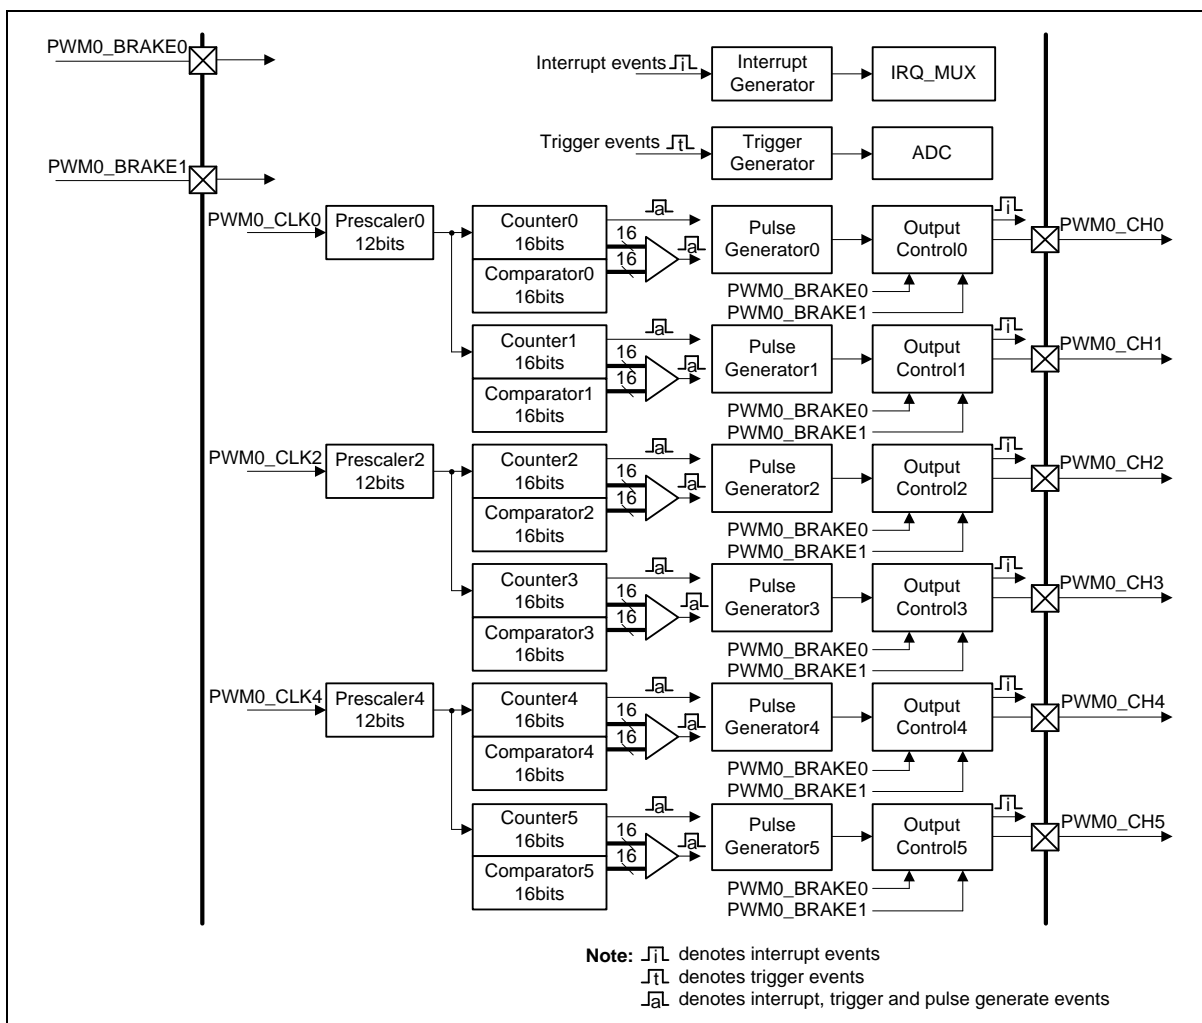 PWM0_BRAKE0
Interrupt events i
Interrupt
Generator
IRQ_MUX
PWM0_BRAKE1
Trigger events t
Trigger
Generator
ADC
PWM0_CLK0
Prescaler0
12bits
Counter0
16bits
Comparator0
16bits
a
16
16
a
Pulse
Generator0
Output
Control0
i
PWM0_CH0
PWM0_BRAKE0
PWM0_BRAKE1
Counter1
16bits
Comparator1
16bits
a
16
16
a
Pulse
Generator1
Output
Control1
i
PWM0_CH1
PWM0_BRAKE0
PWM0_BRAKE1
PWM0_CLK2
Prescaler2
12bits
Counter2
16bits
Comparator2
16bits
a
16
16
a
Pulse
Generator2
Output
Control2
i
PWM0_CH2
PWM0_BRAKE0
PWM0_BRAKE1
Counter3
16bits
Comparator3
16bits
a
16
16
a
Pulse
Generator3
Output
Control3
i
PWM0_CH3
PWM0_BRAKE0
PWM0_BRAKE1
PWM0_CLK4
Prescaler4
12bits
Counter4
16bits
Comparator4
16bits
a
16
16
a
Pulse
Generator4
Output
Control4
i
PWM0_CH4
PWM0_BRAKE0
PWM0_BRAKE1
Counter5
16bits
Comparator5
16bits
a
16
16
a
Pulse
Generator5
Output
Control5
i
PWM0_CH5
PWM0_BRAKE0
PWM0_BRAKE1
Note: i denotes interrupt events
t denotes trigger events
a denotes interrupt, trigger and pulse generate events